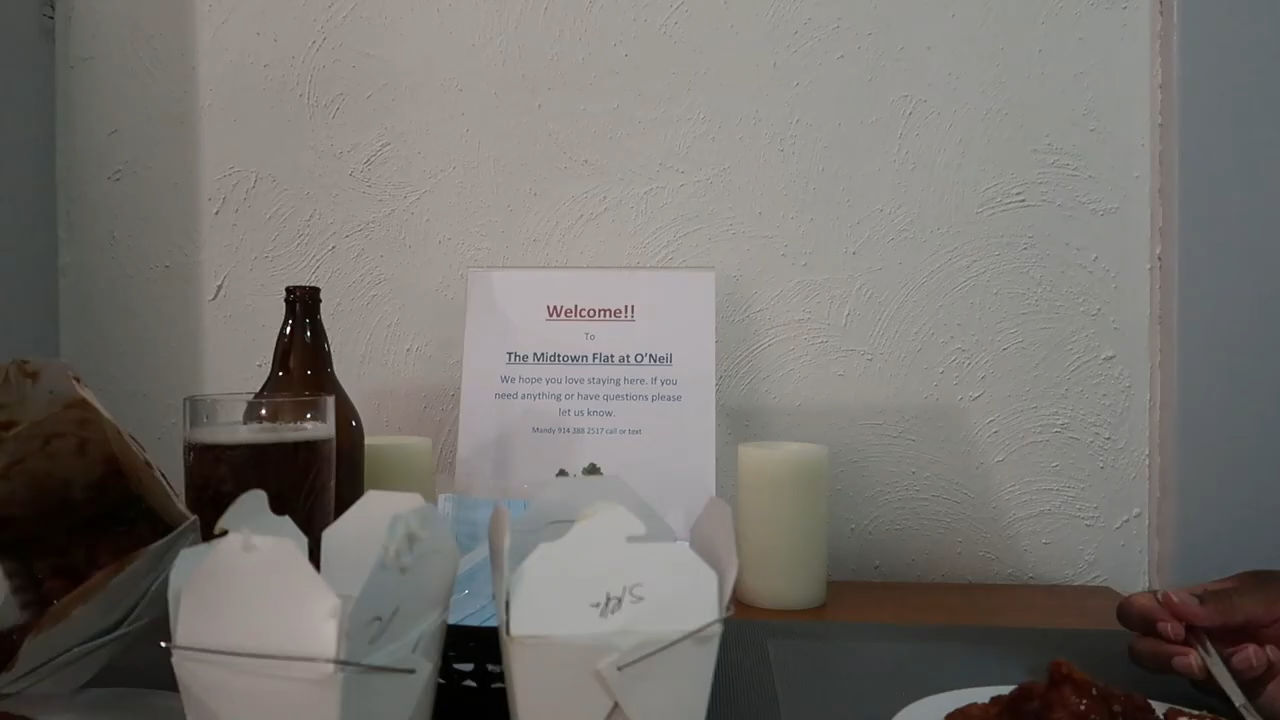 Welcome!!
To
The Midtown Flat at O'Neil
We hope you love staying here. If you
need anything or have questions please
let us know.
Mandy 914 388 2517 call or text